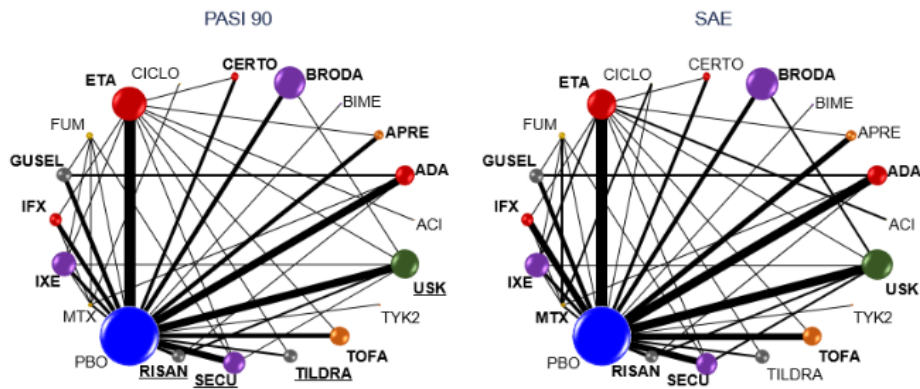 PASI 90
SAE
CICLO
CERTO
BRODA
ETA
BIME
FUM
APRE
GUSEL
ADA
IFX
ACI
IXE
USK
MTX
TYK2
PBO
TOFA
RISAN
TILDRA
SECU
CICLO
CERTO
BRODA
ETA
BIME
FUM
APRE
GUSEL
ADA
IFX
ACI
IXE
USK
MTX
TYK2
PBO
TOFA
RISAN
TILDRA
SECU